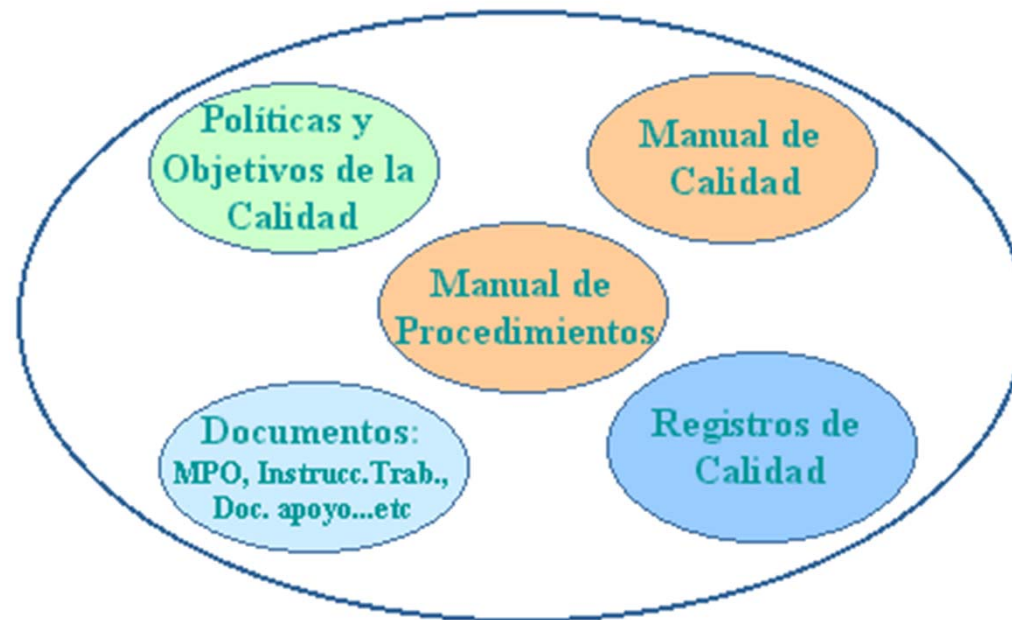 Políticas y
Objetivos de la
Calidad
Manual de
Calidad
Manual de
Procedimientos
Documentos:
MPO, Instrucc.Trab.,
Doc. apoyo...etc
Registros de
Calidad